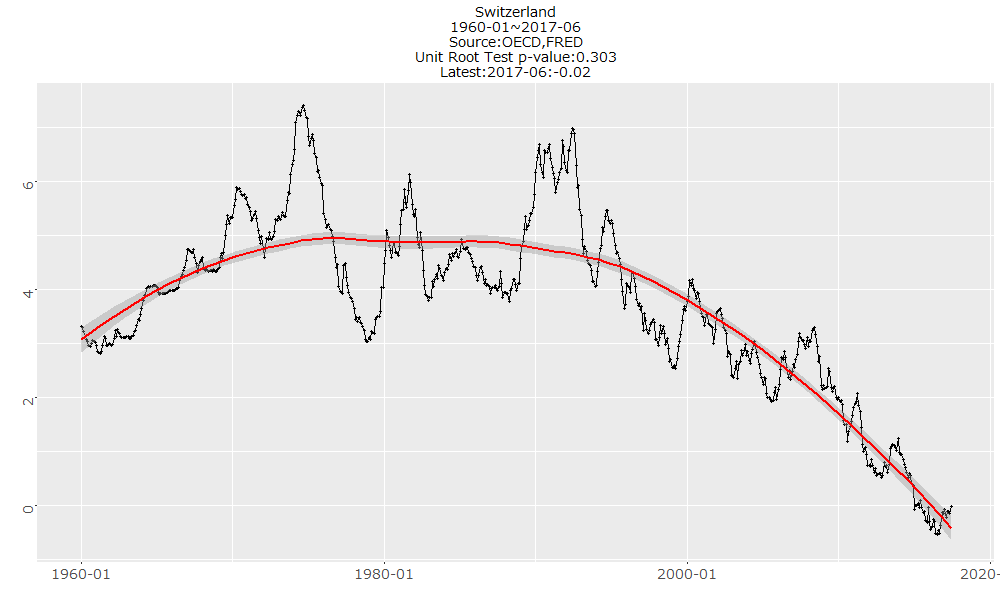 Switzerland
1960-01~2017-06
Source:OECD,FRED
Unit Root Test p-value:0.303
Latest:2017-06:-0.02
6
4
2
0
1960-01
1980-01
2000-01
2020-